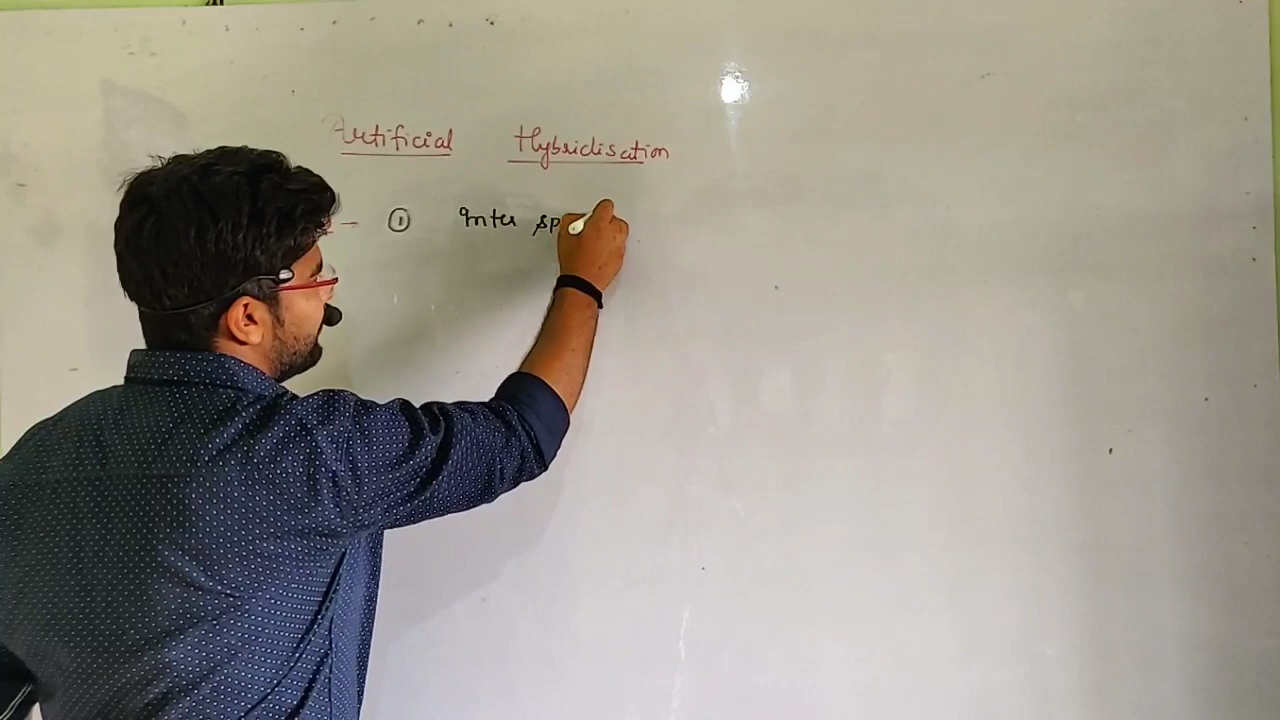 Artificial Hybridisation
– ① Inter sp